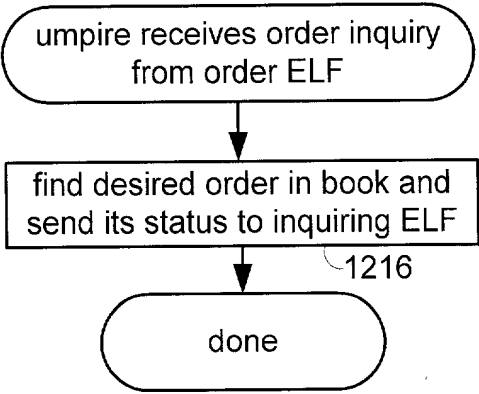 umpire receives order inquiry
from order ELF
find desired order in book and
send its status to inquiring ELF
1216
done